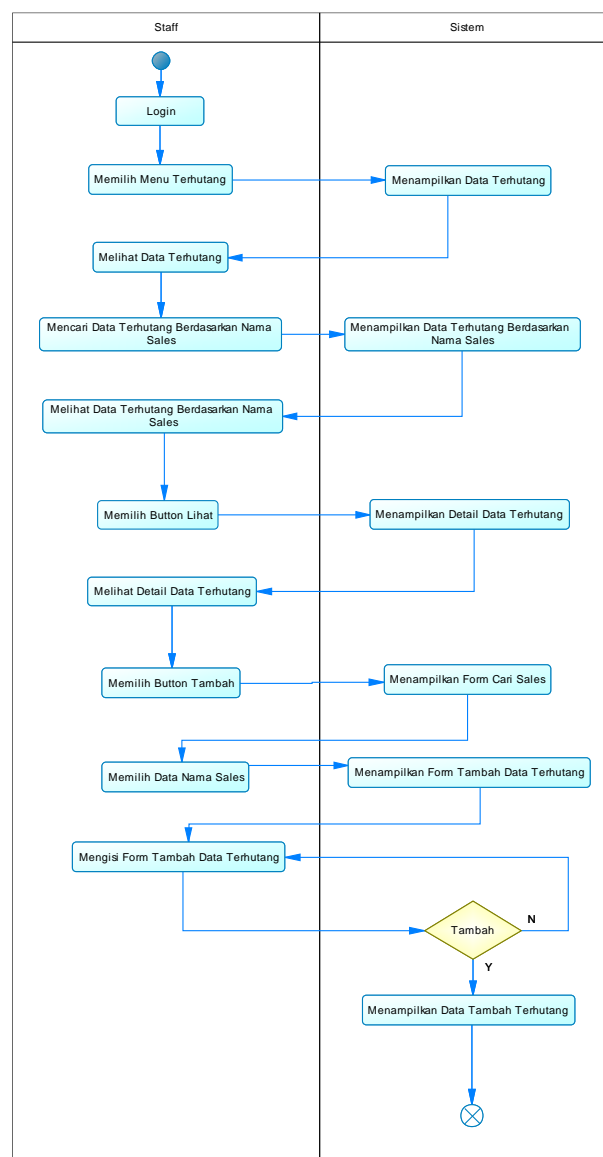 Staff
Sistem
Login
Memilih Menu Terhutang
Menampilkan Data Terhutang
Melihat Data Terhutang
Mencari Data Terhutang Berdasarkan Nama
Sales
Menampilkan Data Terhutang Berdasarkan
Nama Sales
Melihat Data Terhutang Berdasarkan Nama
Sales
Memilih Button Lihat
Menampilkan Detail Data Terhutang
Melihat Detail Data Terhutang
Memilih Button Tambah
Menampilkan Form Cari Sales
Memilih Data Nama Sales
Menampilkan Form Tambah Data Terhutang
Mengisi Form Tambah Data Terhutang
Tambah
N
Y
Menampilkan Data Tambah Terhutang